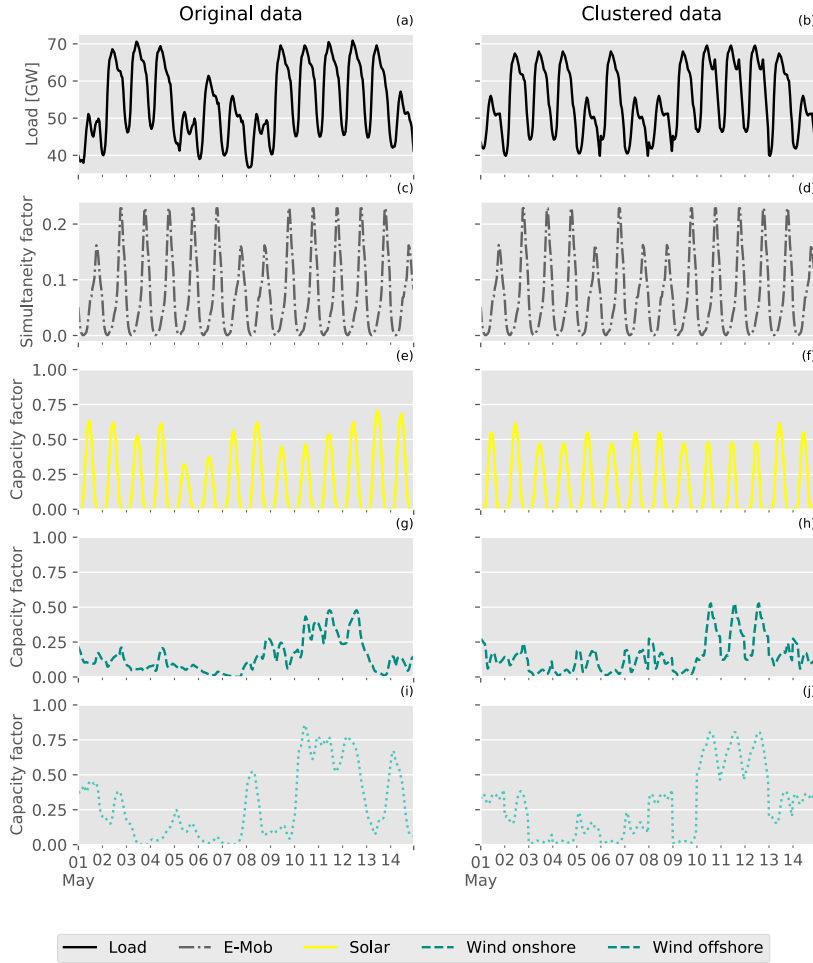 Original data
Clustered data
(a)
(b)
Load [GW]
70
60
50
40
(c)
(d)
Simultaneity factor
0.2
0.1
0.0
(e)
(f)
Capacity factor
1.00
0.75
0.50
0.25
0.00
(g)
(h)
Capacity factor
1.00
0.75
0.50
0.25
0.00
(i)
(j)
Capacity factor
1.00
0.75
0.50
0.25
0.00
01 02 03 04 05 06 07 08 09 10 11 12 13 14
May
01 02 03 04 05 06 07 08 09 10 11 12 13 14
May
Load E-Mob Solar Wind onshore Wind offshore